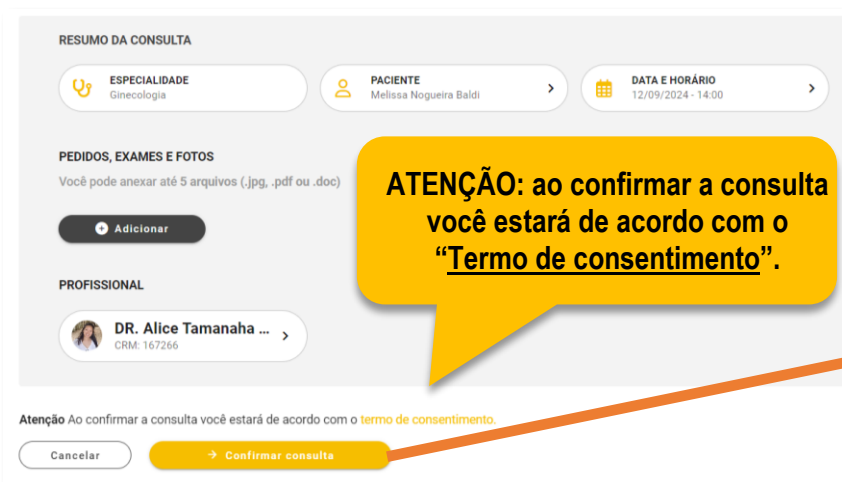 RESUMO DA CONSULTA
ESPECIALIDADE
Ginecologia
PACIENTE
Melissa Nogueira Baldi
DATA E HORÁRIO
12/09/2024 - 14:00
PEDIDOS, EXAMES E FOTOS
Você pode anexar até 5 arquivos (.jpg, .pdf ou .doc)
Adicionar
ATENÇÃO: ao confirmar a consulta
você estará de acordo com o
“Termo de consentimento”.
PROFISSIONAL
DR. Alice Tamanaha ...
CRM: 167266
Atenção Ao confirmar a consulta você estará de acordo com o termo de consentimento.
Cancelar
Confirmar consulta